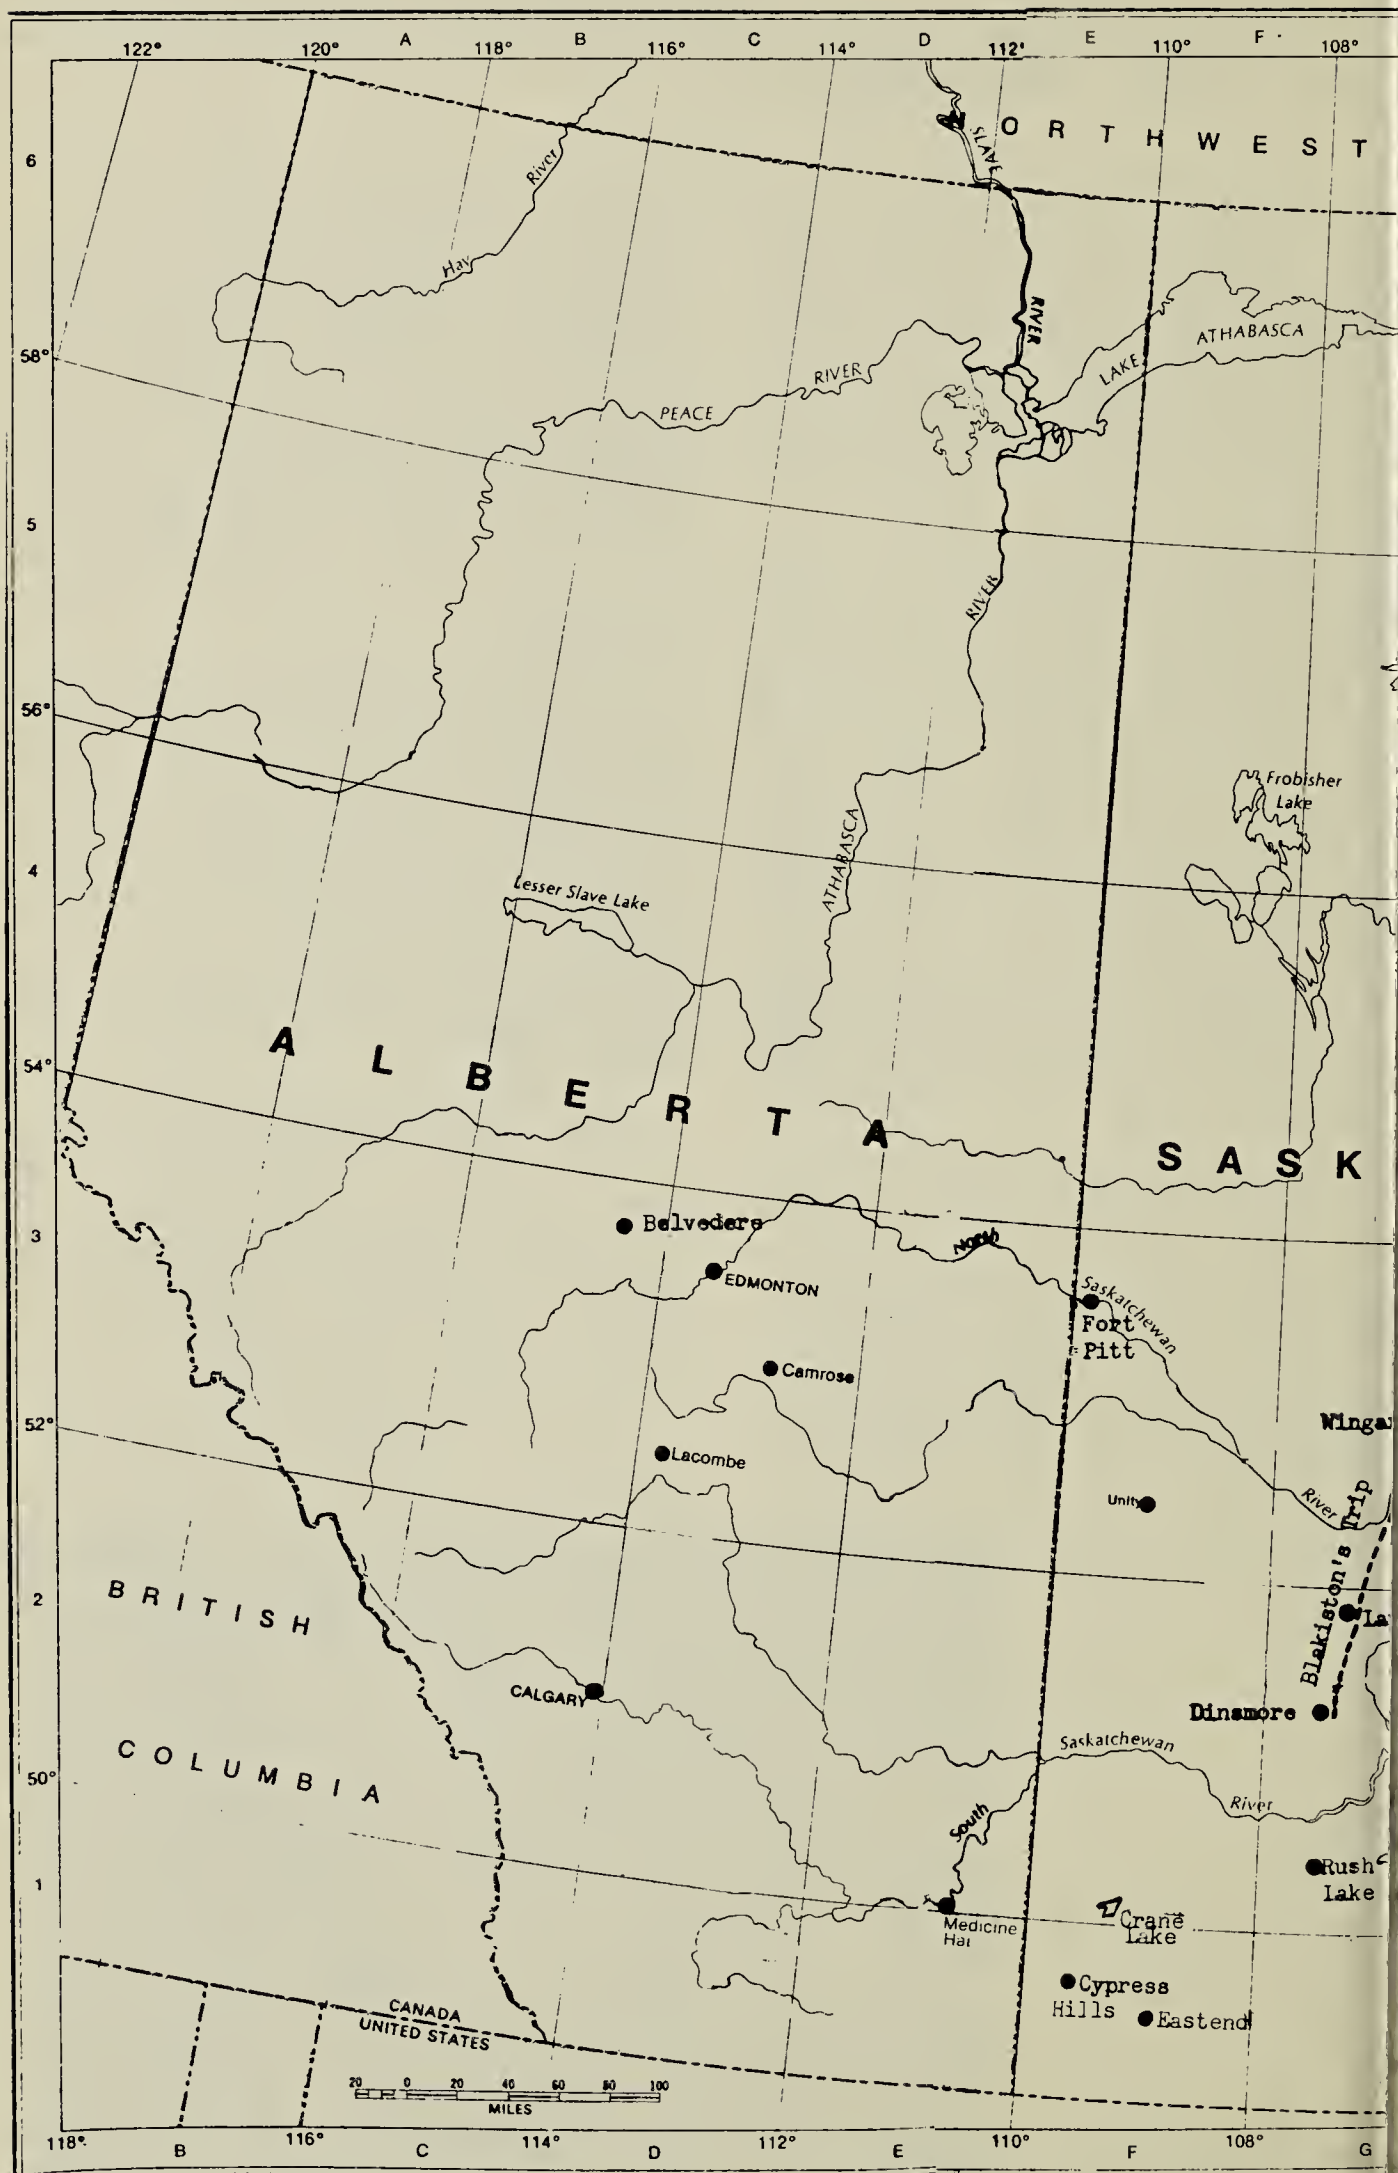 122° 120° A 118° B 116° C 114° D 112° E 110° F 108°
6
NORTHWEST
SLAVE
River
Hay
RIVER
ATHABASCA
LAKE
58°
RIVER
PEACE
5
RIVER
56°
Frobisher
Lake
4
ATHABASCA
Lesser Slave Lake
54°
ALBERTA
SASK
3
Belvedere
North
EDMONTON
Saskatchewan
Fort
Pitt
Camrose
52°
Winga
Lacombe
Unity
River
Blakiston's Trip
2
BRITISH
La
CALGARY
Dinsmore
Saskatchewan
COLUMBIA
50°
River
South
1
Rush
Lake
Medicine
Hat
Crane
Lake
Cypress
Hills
Eastend
CANADA
UNITED STATES
20 0 20 40 60 80 100
MILES
118° B 116° C 114° D 112° E 110° F 108° G